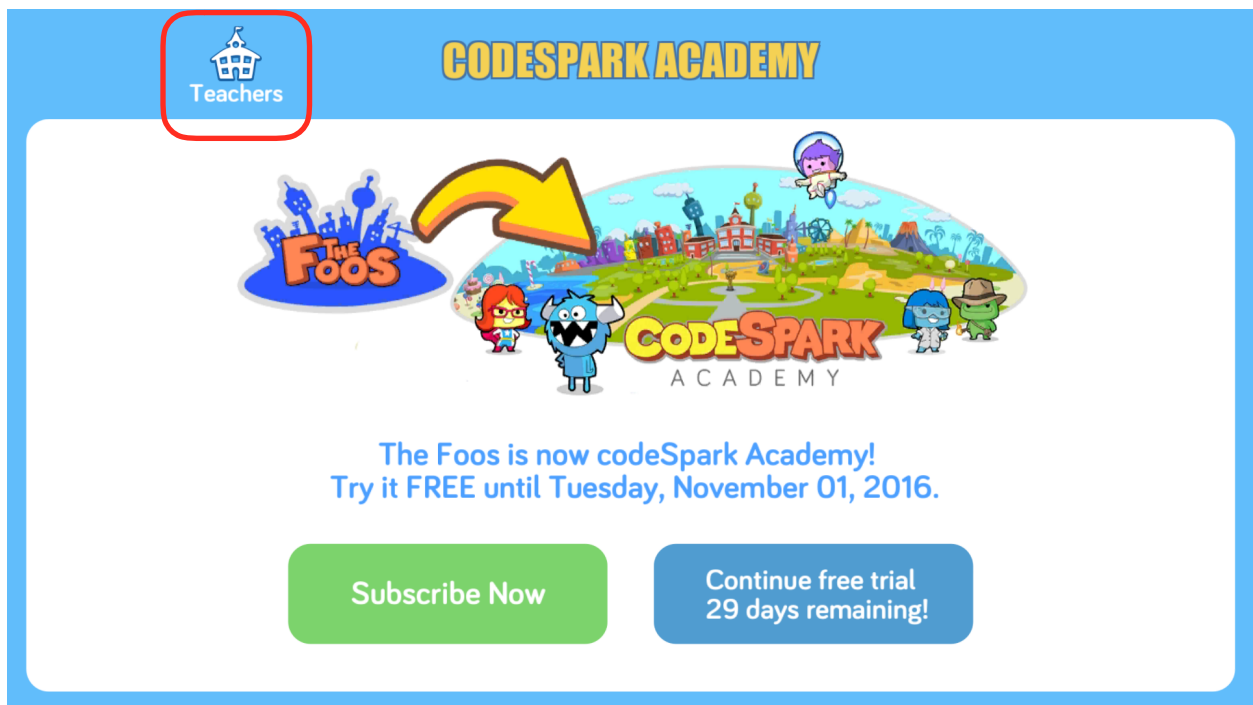 Teachers
CODESPARK ACADEMY
THE
FOOS
CODESPARK
ACADEMY
The Foos is now codeSpark Academy!
Try it FREE until Tuesday, November 01, 2016.
Subscribe Now
Continue free trial
29 days remaining!